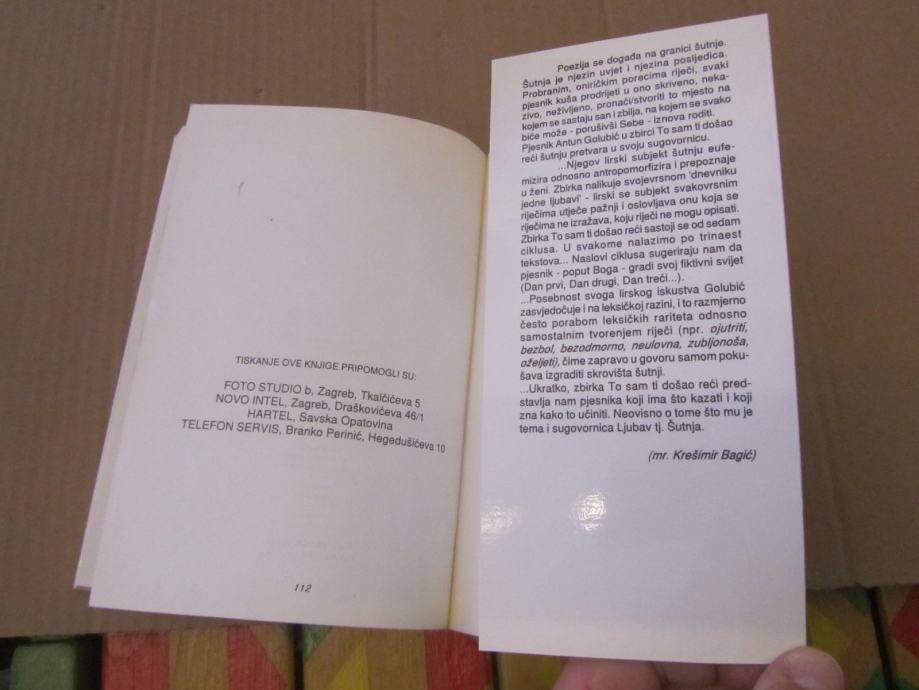 TISKANJE OVE KNJIGE PRIPOMOGLI SU:
FOTO STUDIO b, Zagreb, Tkalčićeva 5
NOVO INTEL, Zagreb, Draškovićeva 46/1
HARTEL, Savska Opatovina
TELEFON SERVIS, Branko Perinić, Hegedušićeva 10
112
Poezija se događa na granici šutnje.
Šutnja je njezin uvjet i njezina posljedica.
Probranim, oniričkim porecima riječi, svaki
pjesnik kuša prodrijeti u ono skriveno, neka-
zivo, neživljeno, pronaći/stvoriti to mjesto na
kojem se sastaju san i zbilja, na kojem se svako
biće može - porušivši Sebe - iznova roditi.
Pjesnik Antun Golubić u zbirci To sam ti došao
reći šutnju pretvara u svoju sugovornicu.
...Njegov lirski subjekt šutnju eufe-
mizira odnosno antropomorfizira i prepoznaje
u ženi. Zbirka nalikuje svojevrsnom 'dnevniku
jedne ljubavi' - lirski se subjekt svakovrsnim
riječima utječe pažnji i oslovljava onu koja se
riječima ne izražava, koju riječi ne mogu opisati.
Zbirka To sam ti došao reći sastoji se od sedam
ciklusa. U svakome nalazimo po trinaest
tekstova... Naslovi ciklusa sugeriraju nam da
pjesnik - poput Boga - gradi svoj fiktivni svijet
(Dan prvi, Dan drugi, Dan treći...).
...Posebnost svoga lirskog iskustva Golubić
zasvjedočuje i na leksičkoj razini, i to razmjerno
često porabom leksičkih rariteta odnosno
samostalnim tvorenjem riječi (npr. ojutriti,
bezbol, bezodmorno, neulovna, zubljonoša,
oželjeti), čime zapravo u govoru samom poku-
šava izgraditi skrovišta šutnji.
...Ukratko, zbirka To sam ti došao reći pred-
stavlja nam pjesnika koji ima što kazati i koji
zna kako to učiniti. Neovisno o tome što mu je
tema i sugovornica Ljubav tj. Šutnja.
(mr. Krešimir Bagić)